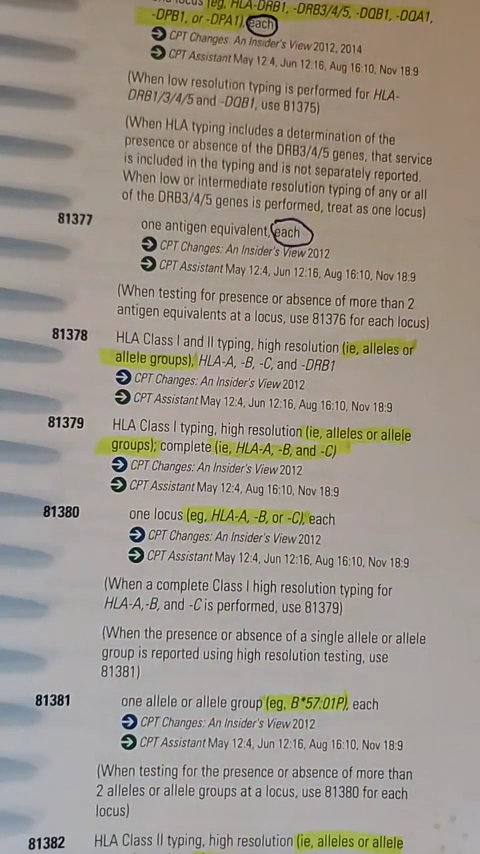 locus (eg, HLA-DRB1, -DRB3/4/5, -DQB1, -DQA1,
-DPB1, or -DPA1), each
CPT Changes: An Insider's View 2012, 2014
CPT Assistant May 12:4, Jun 12:16, Aug 16:10, Nov 18:9
(When low resolution typing is performed for HLA-
DRB1/3/4/5 and -DQB1, use 81375)
(When HLA typing includes a determination of the
presence or absence of the DRB3/4/5 genes, that service
is included in the typing and is not separately reported.
When low or intermediate resolution typing of any or all
of the DRB3/4/5 genes is performed, treat as one locus)
81377 one antigen equivalent, each
CPT Changes: An Insider's View 2012
CPT Assistant May 12:4, Jun 12:16, Aug 16:10, Nov 18:9
(When testing for presence or absence of more than 2
antigen equivalents at a locus, use 81376 for each locus)
81378 HLA Class I and II typing, high resolution (ie, alleles or
allele groups), HLA-A, -B, -C, and -DRB1
CPT Changes: An Insider's View 2012
CPT Assistant May 12:4, Jun 12:16, Aug 16:10, Nov 18:9
81379 HLA Class I typing, high resolution (ie, alleles or allele
groups); complete (ie, HLA-A, -B, and -C)
CPT Changes: An Insider's View 2012
CPT Assistant May 12:4, Aug 16:10, Nov 18:9
81380 one locus (eg, HLA-A, -B, or -C), each
CPT Changes: An Insider's View 2012
CPT Assistant May 12:4, Jun 12:16, Aug 16:10, Nov 18:9
(When a complete Class I high resolution typing for
HLA-A,-B, and -C is performed, use 81379)
(When the presence or absence of a single allele or allele
group is reported using high resolution testing, use
81381)
81381 one allele or allele group (eg, B*57:01P), each
CPT Changes: An Insider's View 2012
CPT Assistant May 12:4, Jun 12:16, Aug 16:10, Nov 18:9
(When testing for the presence or absence of more than
2 alleles or allele groups at a locus, use 81380 for each
locus)
81382 HLA Class II typing, high resolution (ie, alleles or allele